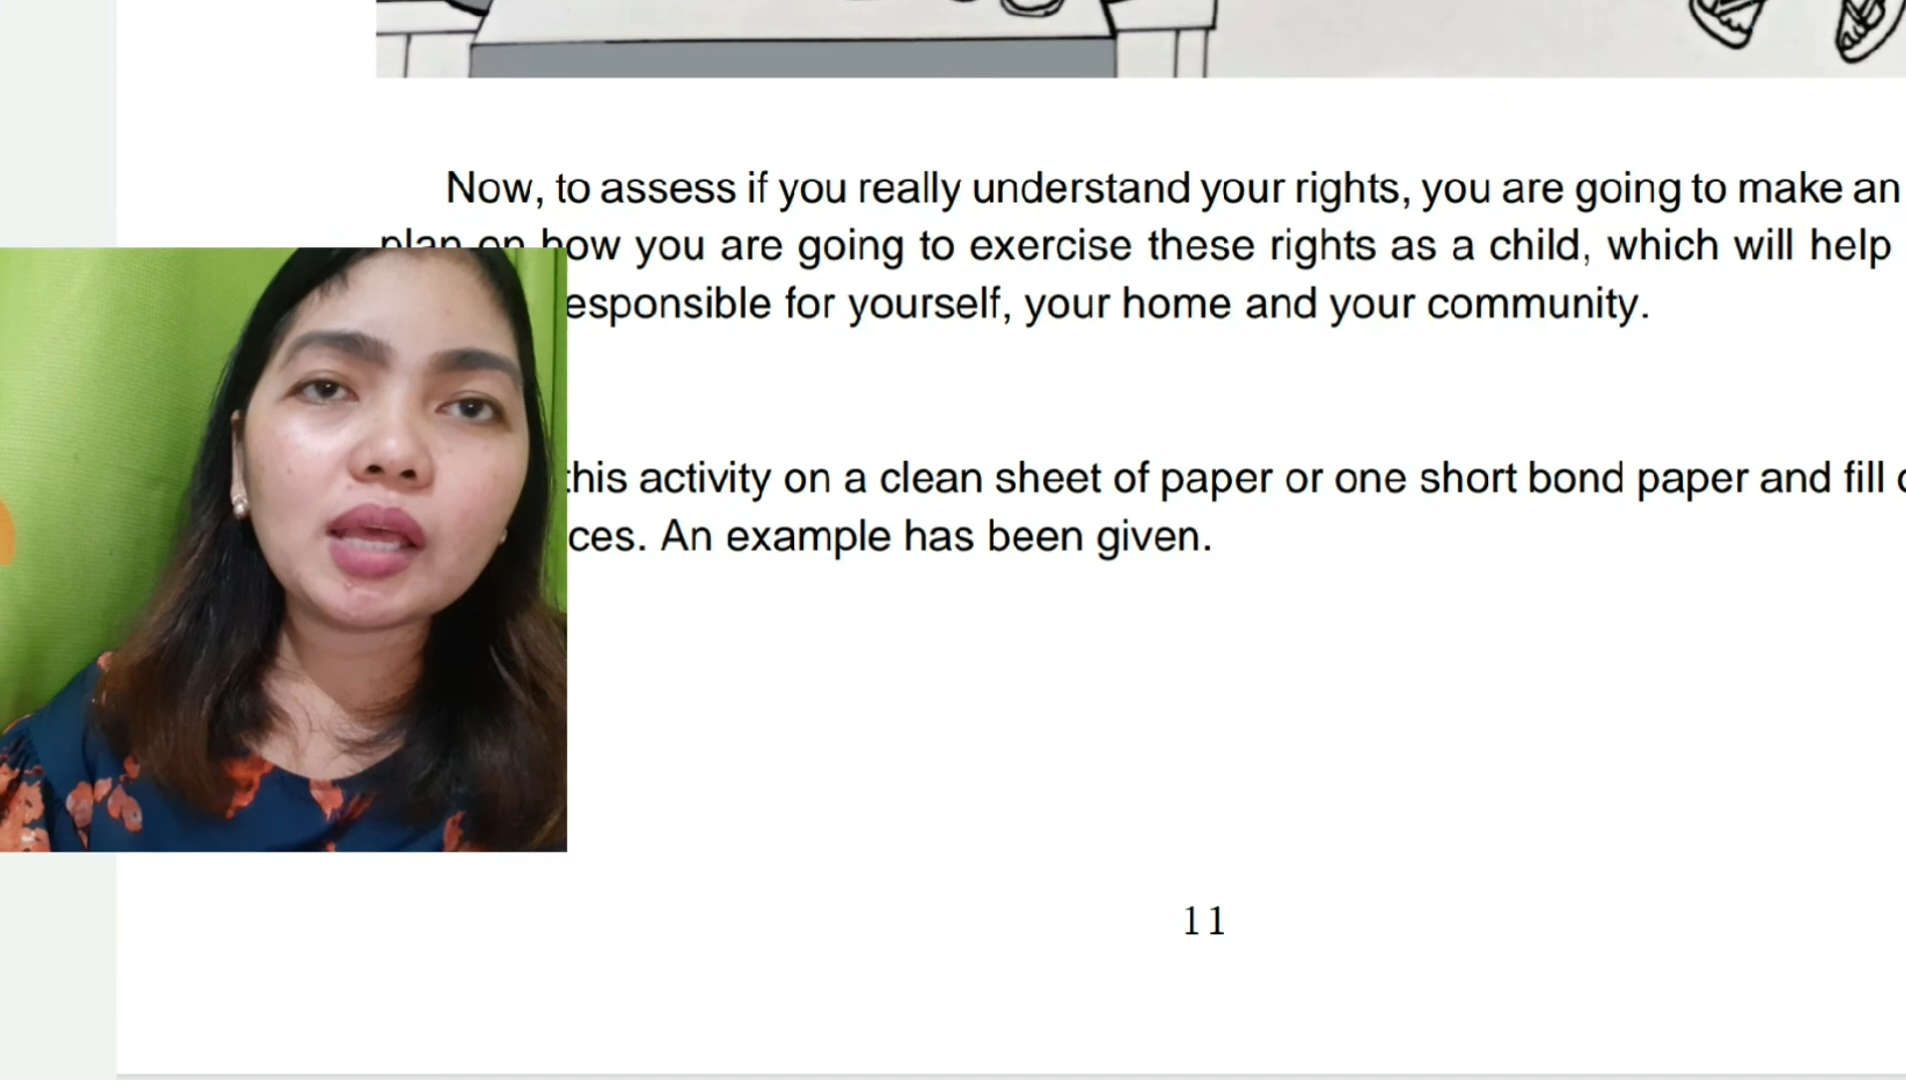 Now, to assess if you really understand your rights, you are going to make an
plan on how you are going to exercise these rights as a child, which will help
esponsible for yourself, your home and your community.
this activity on a clean sheet of paper or one short bond paper and fill
ces. An example has been given.
11